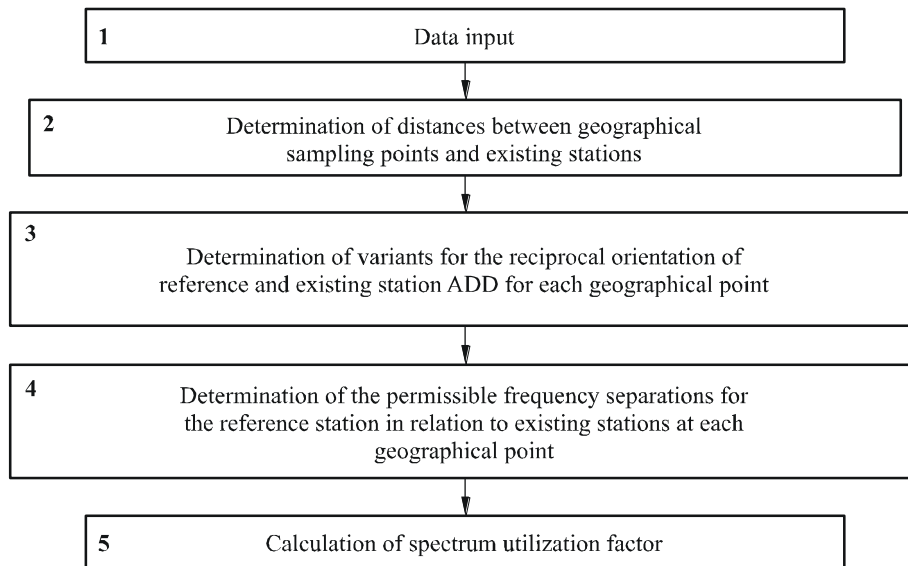 1 Data input
2 Determination of distances between geographical
sampling points and existing stations
3
Determination of variants for the reciprocal orientation of
reference and existing station ADD for each geographical point
4
Determination of the permissible frequency separations for
the reference station in relation to existing stations at each
geographical point
5 Calculation of spectrum utilization factor